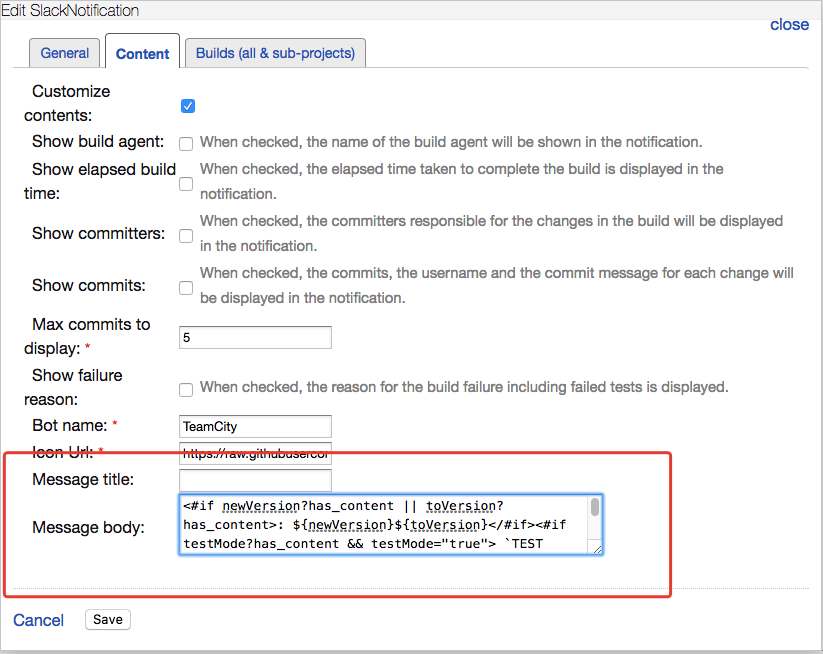 Edit SlackNotification
close
General
Content
Builds (all & sub-projects)
Customize
contents:
Show build agent:
When checked, the name of the build agent will be shown in the notification.
Show elapsed build
time:
When checked, the elapsed time taken to complete the build is displayed in the
notification.
Show committers:
When checked, the committers responsible for the changes in the build will be displayed
in the notification.
Show commits:
When checked, the commits, the username and the commit message for each change will
be displayed in the notification.
Max commits to
display: *
5
Show failure
reason:
When checked, the reason for the build failure including failed tests is displayed.
Bot name: *
TeamCity
Icon Url: *
https://raw.githubusercon
Message title:
Message body:
<#if newVersion?has_content || toVersion?
has_content>: ${newVersion}${toVersion}</#if><#if
testMode?has_content && testMode="true"> `TEST
Cancel
Save